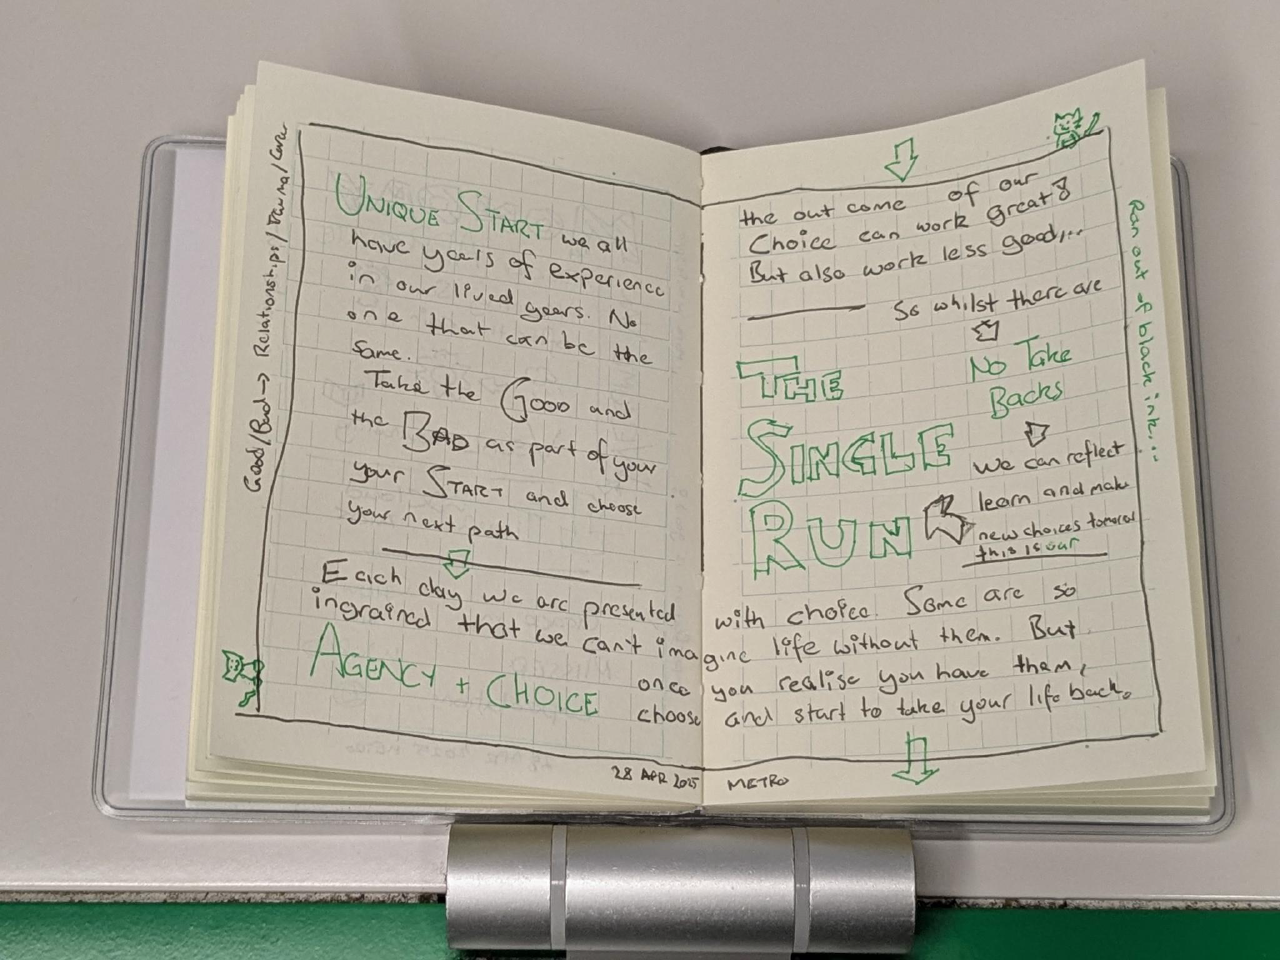 Good/Bad → Relationships/Trauma/Career
UNIQUE START we all
have years of experience
in our lived years. No
one that can be the
same.
Take the GOOD and
the BAD as part of your
your START and choose
your next path
Each day we are presented with choice. Some are so
ingrained that we can't imagine life without them. But
AGENCY + CHOICE once you realise you have them,
choose and start to take your life back.
28 APR 2025 METRO
the out come of our
Choice can work great &
But also work less good,...
So whilst there are
No Take
Backs
we can reflect
learn and make
new choices tomorrow
this is our
THE
SINGLE
RUN
Ran out of black ink...